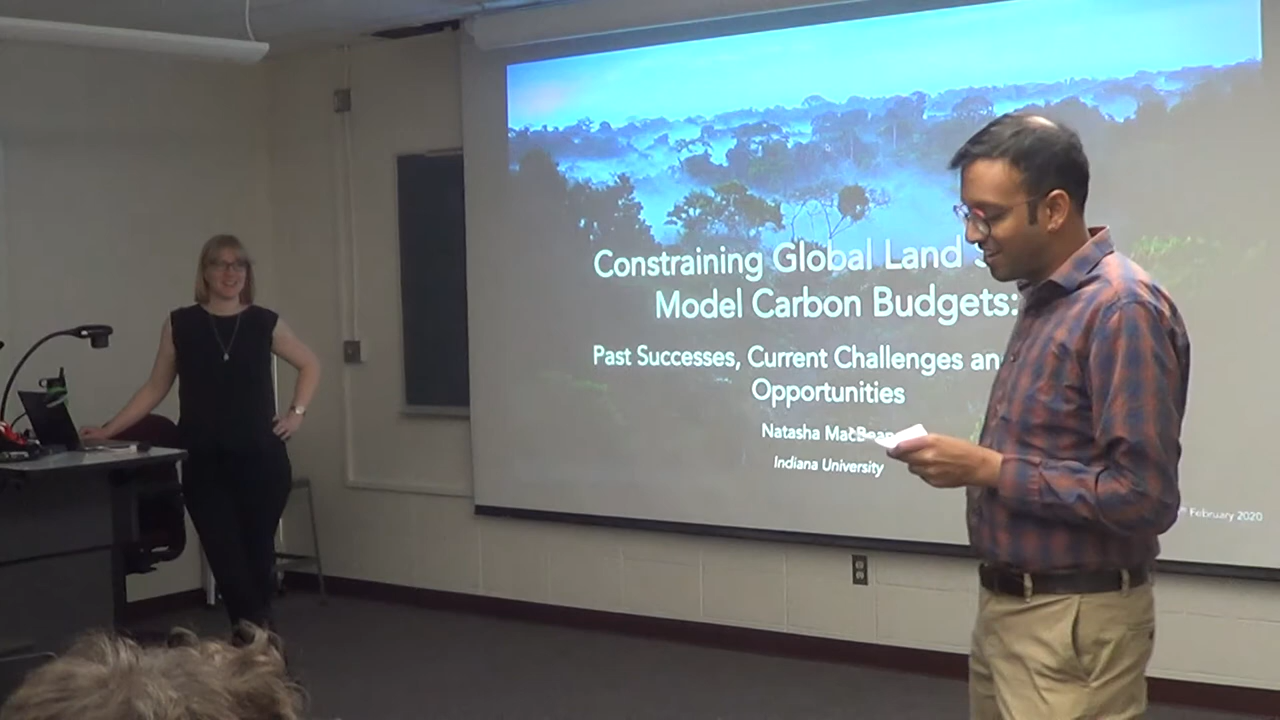 Constraining Global Land
Model Carbon Budgets:
Past Successes, Current Challenges an
Opportunities
Natasha MacBean
Indiana University
February 2020